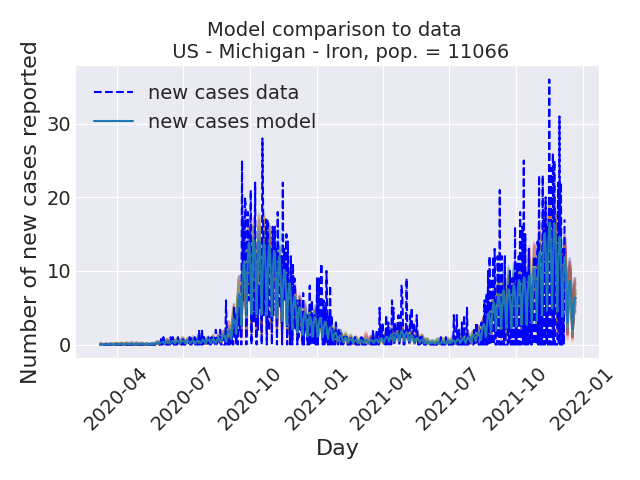 Model comparison to data
US - Michigan - Iron, pop. = 11066
new cases data
new cases model
Number of new cases reported
30
20
10
0
2020-04
2020-07
2020-10
2021-01
2021-04
2021-07
2021-10
2022-01
Day